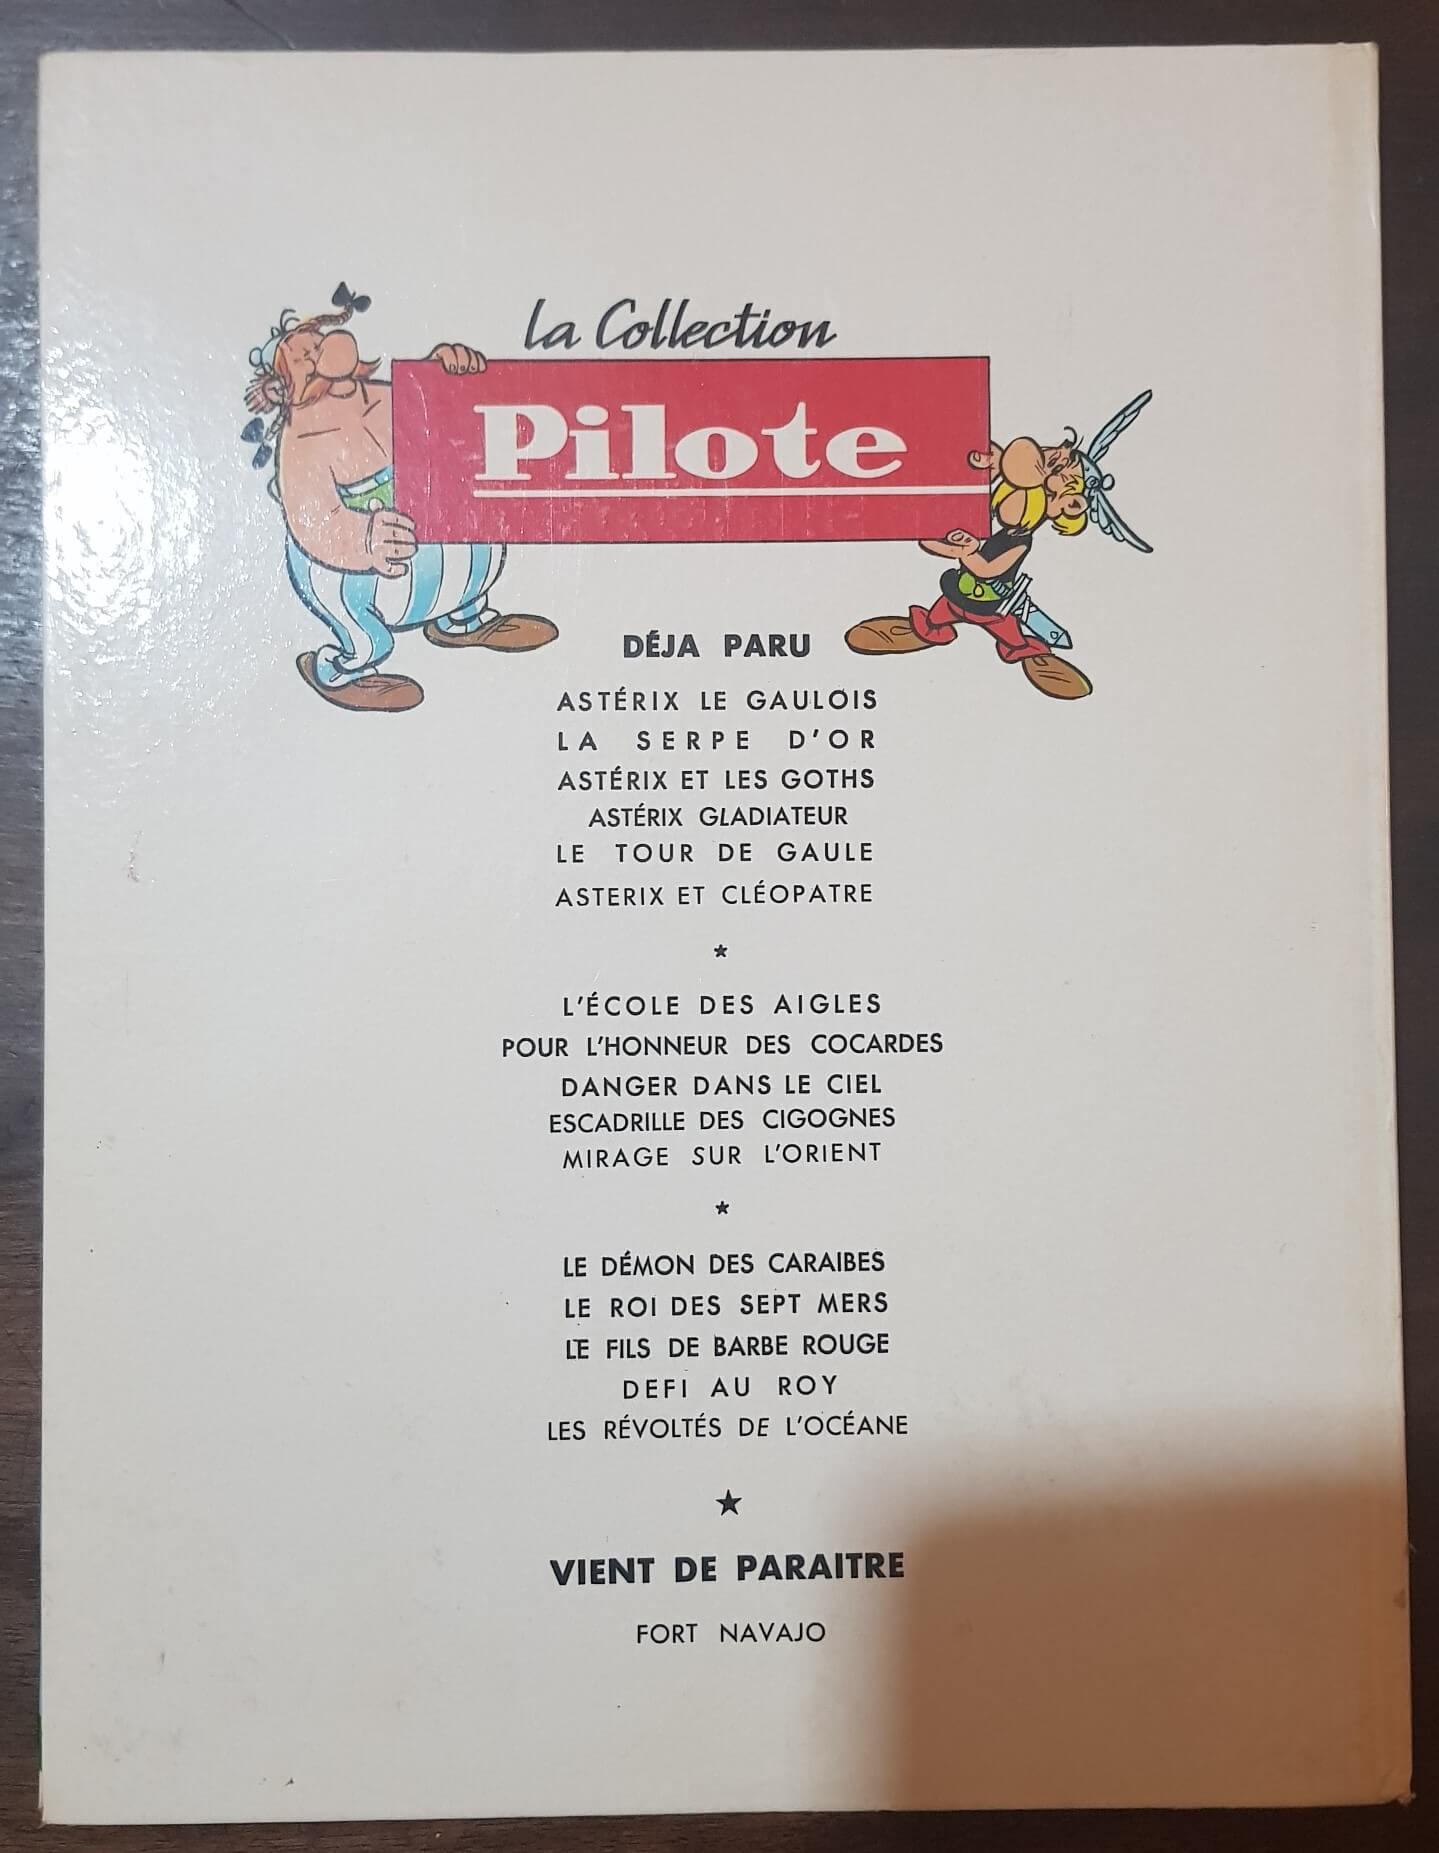 la Collection
Pilote
DÉJA PARU
ASTÉRIX LE GAULOIS
LA SERPE D'OR
ASTÉRIX ET LES GOTHS
ASTÉRIX GLADIATEUR
LE TOUR DE GAULE
ASTERIX ET CLÉOPATRE
*
L'ÉCOLE DES AIGLES
POUR L'HONNEUR DES COCARDES
DANGER DANS LE CIEL
ESCADRILLE DES CIGOGNES
MIRAGE SUR L'ORIENT
*
LE DÉMON DES CARAIBES
LE ROI DES SEPT MERS
LE FILS DE BARBE ROUGE
DEFI AU ROY
LES RÉVOLTÉS DE L'OCÉANE
★
VIENT DE PARAITRE
FORT NAVAJO